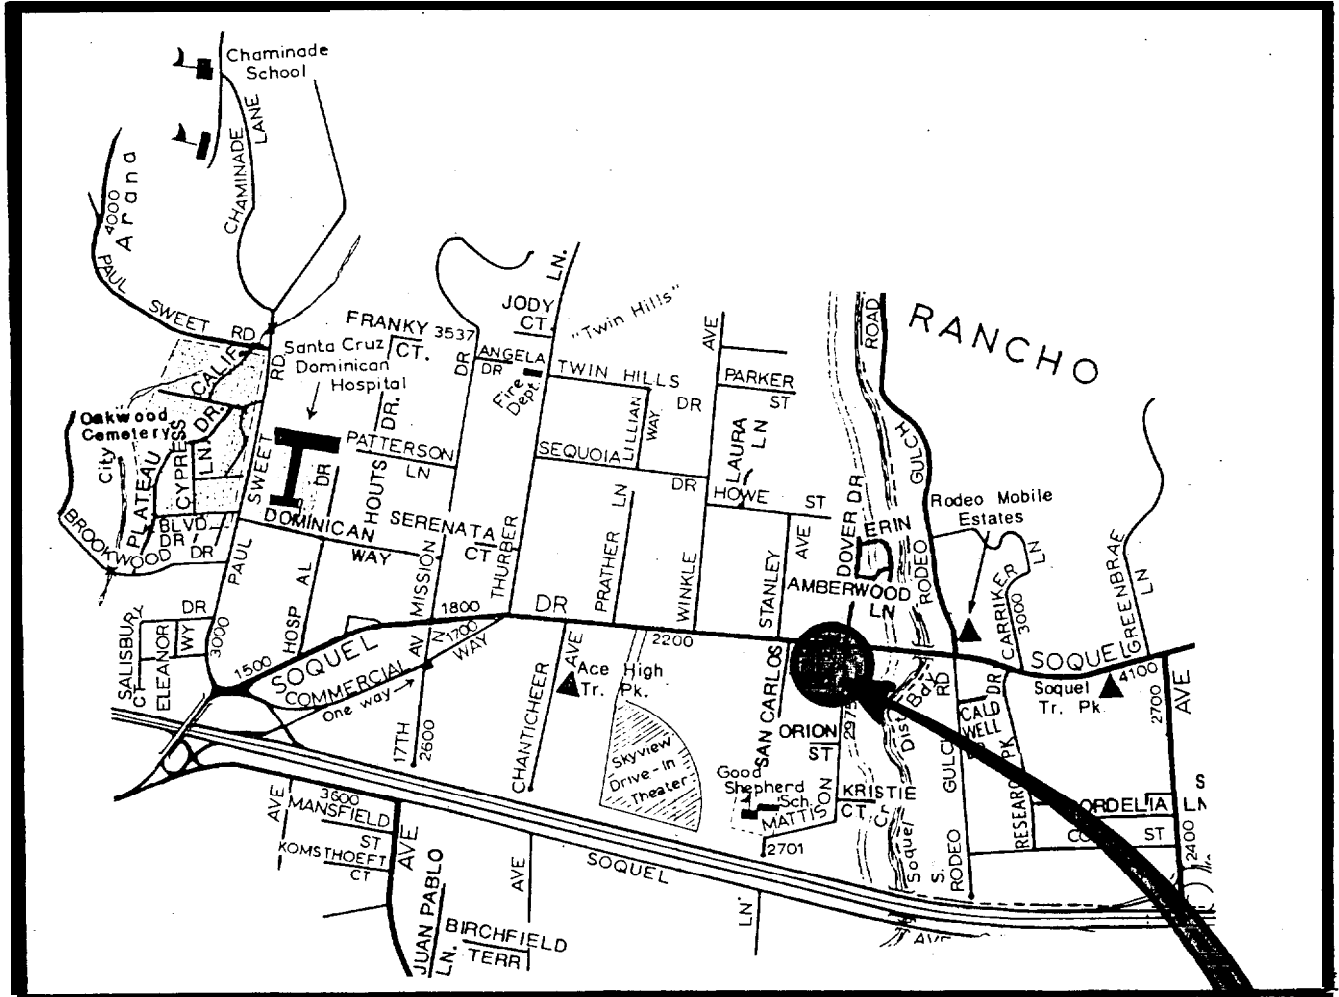 Chaminade
School
CHAMINADE
LANE
4000
Arana
PAUL
SWEET
RD
CALIF.
DR.
RD
FRANKY
CT.
3537
Santa Cruz
Dominican
Hospital
JODY
CT.
LN.
"Twin Hills"
ANGELA
DR
DR
Fire
Dept.
TWIN HILLS
DR
LILLIAN
WAY
AVE
PARKER
ST
LAURA
LN
ROAD
RANCHO
Oakwood
Cemetery
City
PLATEAU
CYPRESS
LN
SWEET
DR
HOUTS
DR.
PATTERSON
LN
SEQUOIA
DR
HOWE
ST
GULCH
BROOKWOOD
DR
BLVD
DR
DOMINICAN
WAY
SERENATA
CT
THURBER
PRATHER
LN
WINKLE
STANLEY
AVE
DOVER DR
ERIN
AMBERWOOD
LN
RODEO
Rodeo Mobile
Estates
CARRIKER
LN
3000
GREENBRAE
LN
PAUL
HOSP
AL
MISSION
1800
DR
2200
1700
SALISBURY
CT
DR
WY
ELEANOR
3000
1500
SOQUEL
AV
N
COMMERCIAL
WAY
One way
17TH
2600
CHANTICHEER
AVE
Ace High
Tr. Pk.
Skyview
Drive-In
Theater
SAN CARLOS
ORION
ST
2975
Dist Bdy
RD
GULCH
CALD
WELL
DR
SOQUEL
4100
Soquel
Tr. Pk.
2700
AVE
Good
Shepherd
Sch.
MATTISON
2701
KRISTIE
CT
Soquel
S.
RODEO
RESEARCH
PK
CORDELIA
LN
ST
2400
AVE
3600
MANSFIELD
ST
KOMSTHOEFT
CT
AVE
JUAN PABLO
LN.
AVE
BIRCHFIELD
TERR
SOQUEL
LN
AVE